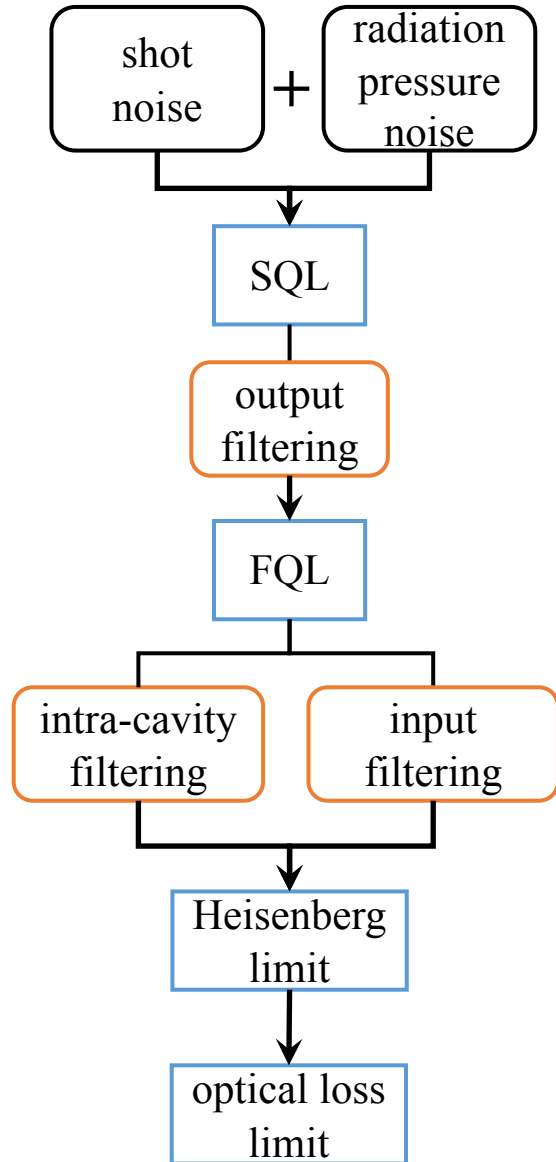 shot
noise
+
radiation
pressure
noise
SQL
output
filtering
FQL
intra-cavity
filtering
input
filtering
Heisenberg
limit
optical loss
limit